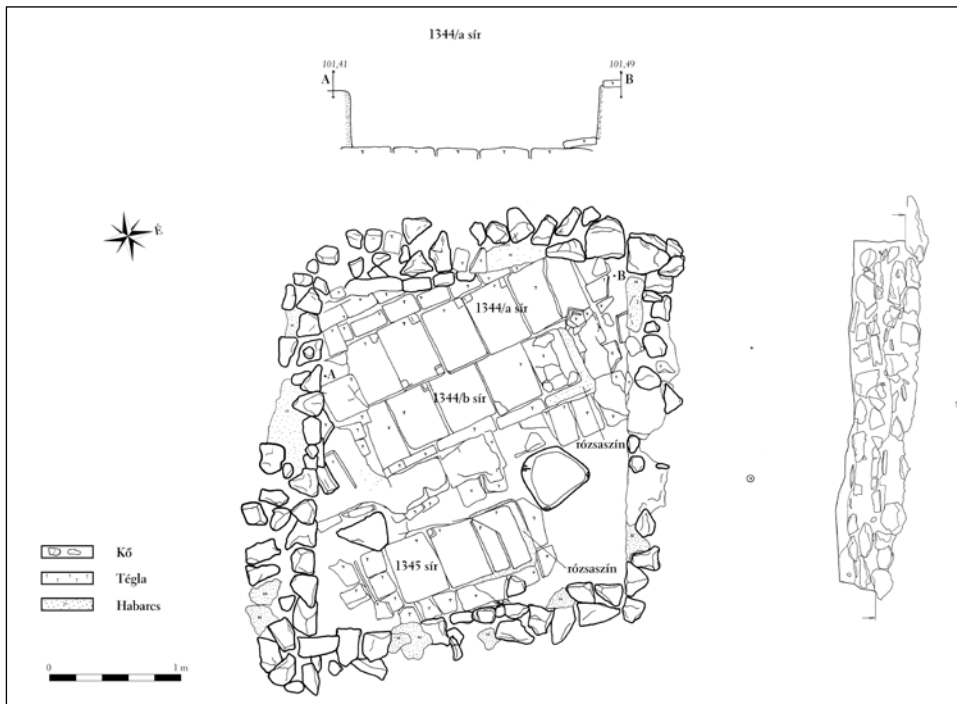 1344/a sír
101,41
101,49
A
B
É
B
1344/a sír
A
1344/b sír
rózsaszín
1345 sír
rózsaszín
Kő
Tégla
Habarcs
0
1 m